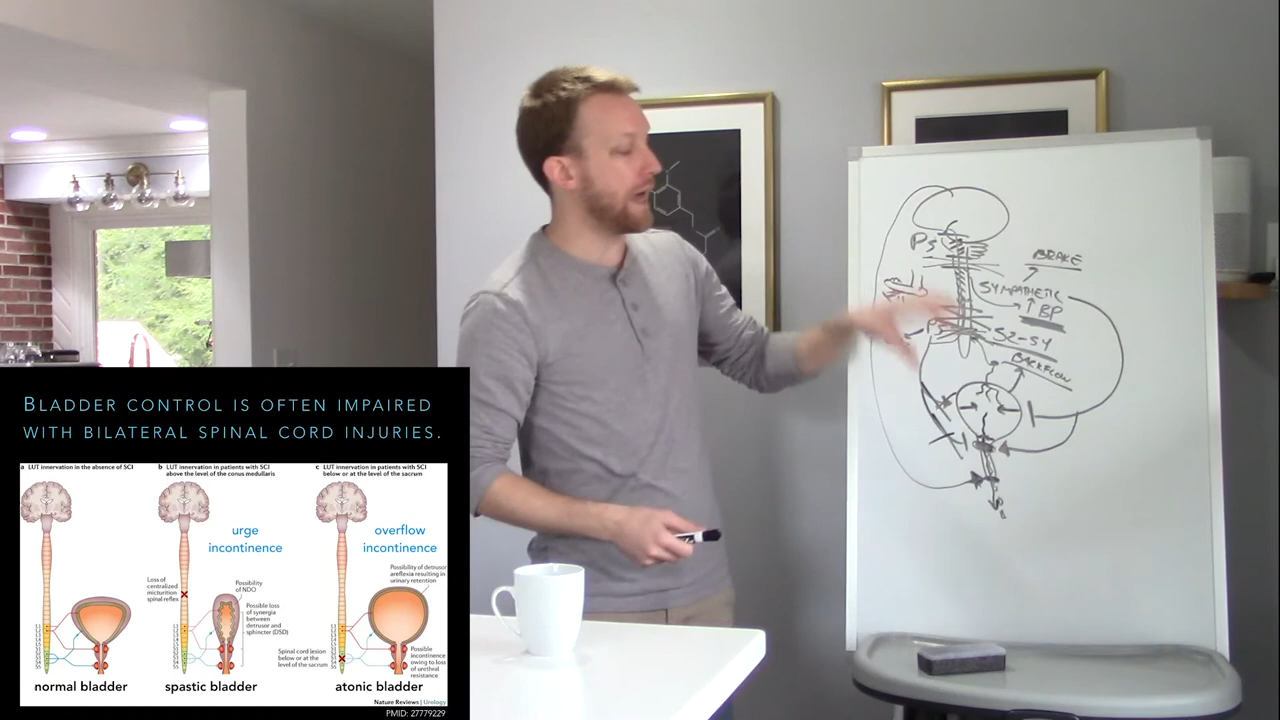 BLADDER CONTROL IS OFTEN IMPAIRED
WITH BILATERAL SPINAL CORD INJURIES.
a LUT innervation in the absence of SCI
b LUT innervation in patients with SCI
above the level of the conus medullaris
c LUT innervation in patients with SCI
below or at the level of the sacrum
urge
incontinence
overflow
incontinence
Loss of
centralized
micturition
spinal reflex
Possibility
of NDO
Possible loss
of synergia
between
detrusor and
sphincter (DSD)
Possibility of detrusor
areflexia resulting in
urinary retention
Spinal cord lesion
below or at the
level of the sacrum
Possible
incontinence
owing to loss
of urethral
resistance
normal bladder
spastic bladder
atonic bladder
Nature Reviews | Urology
PMID: 27779229
PS
BRAKE
SYMPATHETIC
BP
PS
S2-S4
BACKFLOW